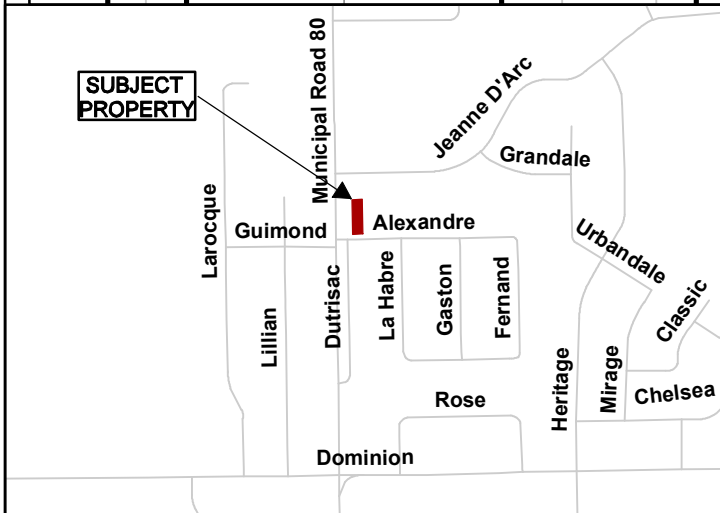 SUBJECT
PROPERTY
Municipal Road 80
Jeanne D'Arc
Grandale
Larocque
Guimond
Alexandre
Urbandale
Lillian
Dutrisac
La Habre
Gaston
Fernand
Classic
Heritage
Mirage
Chelsea
Rose
Dominion